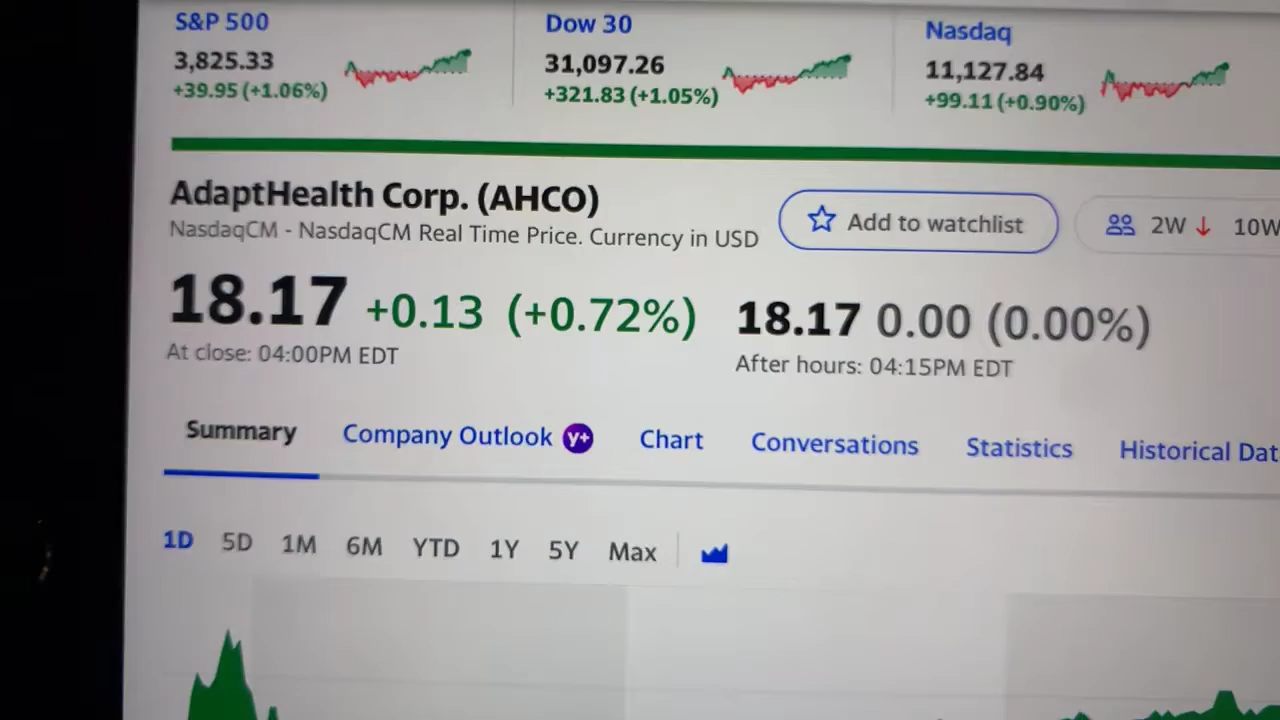 S&P 500
3,825.33
+39.95 (+1.06%)
Dow 30
31,097.26
+321.83 (+1.05%)
Nasdaq
11,127.84
+99.11 (+0.90%)
AdaptHealth Corp. (AHCO)
NasdaqCM - NasdaqCM Real Time Price. Currency in USD
Add to watchlist
2W ↓ 10W
18.17 +0.13 (+0.72%)
At close: 04:00PM EDT
18.17 0.00 (0.00%)
After hours: 04:15PM EDT
Summary Company Outlook y+ Chart Conversations Statistics Historical Dat
1D 5D 1M 6M YTD 1Y 5Y Max